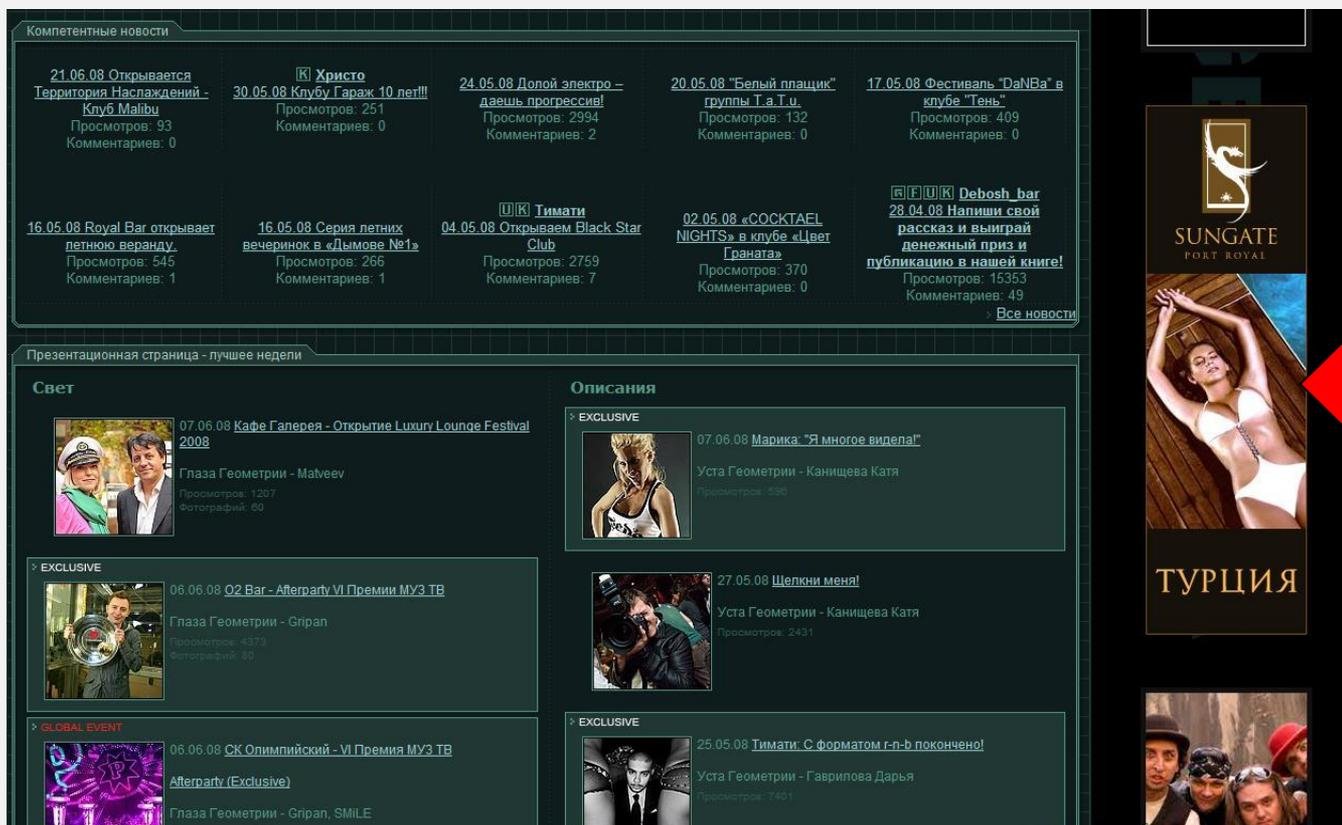 Компетентные новости
21.06.08 Открывается
Территория Наслаждений -
Клуб Malibu
Просмотров: 93
Комментариев: 0
K Христо
30.05.08 Клубу Гараж 10 лет!!!
Просмотров: 251
Комментариев: 0
24.05.08 Долой электро –
даешь прогрессив!
Просмотров: 2994
Комментариев: 2
20.05.08 "Белый плащик"
группы T.a.T.u.
Просмотров: 132
Комментариев: 0
17.05.08 Фестиваль "DaNBa" в
клубе "Тень"
Просмотров: 409
Комментариев: 0
16.05.08 Royal Bar открывает
летнюю веранду.
Просмотров: 545
Комментариев: 1
16.05.08 Серия летних
вечеринок в «Дымове №1»
Просмотров: 266
Комментариев: 1
U K Тимати
04.05.08 Открываем Black Star
Club
Просмотров: 2759
Комментариев: 7
02.05.08 «COCKTAEL
NIGHTS» в клубе «Цвет
Граната»
Просмотров: 370
Комментариев: 0
F U K Debosh_bar
28.04.08 Напиши свой
рассказ и выиграй
денежный приз и
публикацию в нашей книге!
Просмотров: 15353
Комментариев: 49
Все новости
Презентационная страница - лучшее недели
Свет
07.06.08 Кафе Галерея - Открытие Luxury Lounge Festival
2008
Глаза Геометрии - Matveev
Просмотров: 1207
Фотографий: 60
EXCLUSIVE
06.06.08 O2 Bar - Afterparty VI Премии МУЗ ТВ
Глаза Геометрии - Gripan
Просмотров: 4373
Фотографий: 80
GLOBAL EVENT
06.06.08 СК Олимпийский - VI Премия МУЗ ТВ
Afterparty (Exclusive)
Глаза Геометрии - Gripan, SMiLE
Описания
EXCLUSIVE
07.06.08 Марика: "Я многое видела!"
Уста Геометрии - Канищева Катя
Просмотров: 596
27.05.08 Щелкни меня!
Уста Геометрии - Канищева Катя
Просмотров: 2431
EXCLUSIVE
25.05.08 Тимати: С форматом r-n-b покончено!
Уста Геометрии - Гаврилова Дарья
Просмотров: 7401
SUNGATE
PORT ROYAL
ТУРЦИЯ